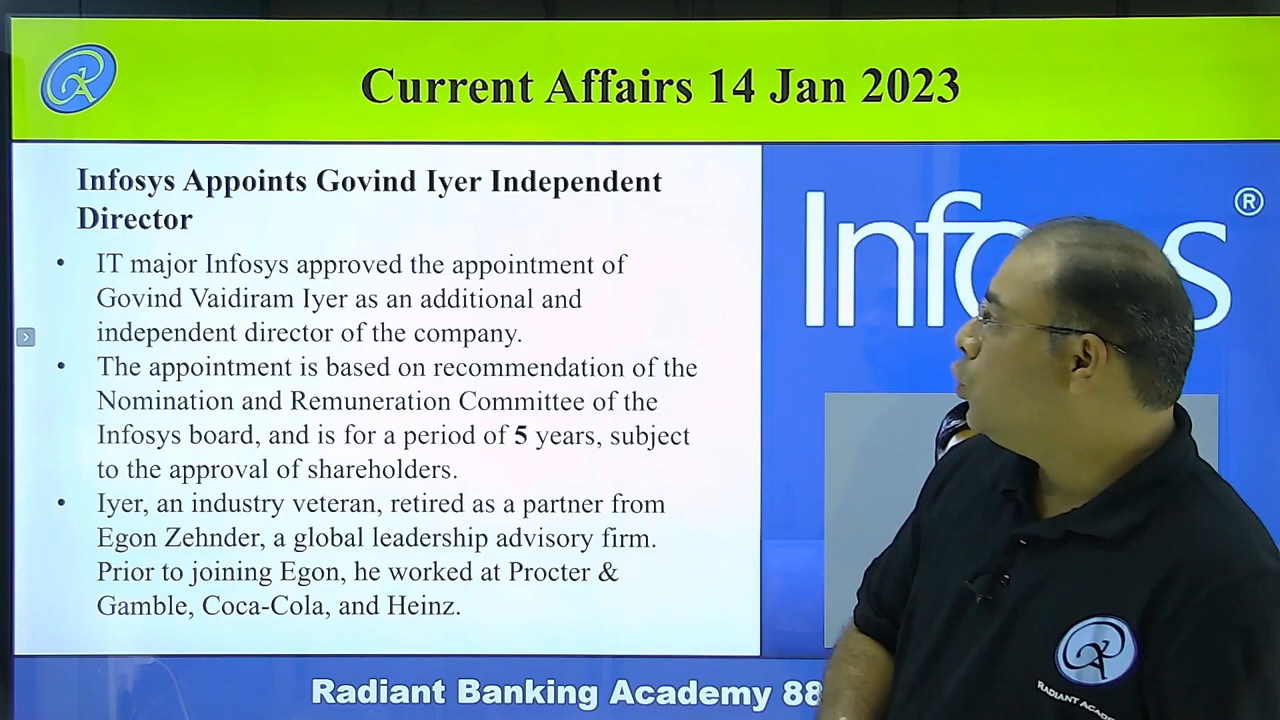 Current Affairs 14 Jan 2023
Infosys Appoints Govind Iyer Independent
Director
• IT major Infosys approved the appointment of
Govind Vaidiram Iyer as an additional and
independent director of the company.
• The appointment is based on recommendation of the
Nomination and Remuneration Committee of the
Infosys board, and is for a period of 5 years, subject
to the approval of shareholders.
• Iyer, an industry veteran, retired as a partner from
Egon Zehnder, a global leadership advisory firm.
Prior to joining Egon, he worked at Procter &
Gamble, Coca-Cola, and Heinz.
®
Radiant Banking Academy 88
RADIANT